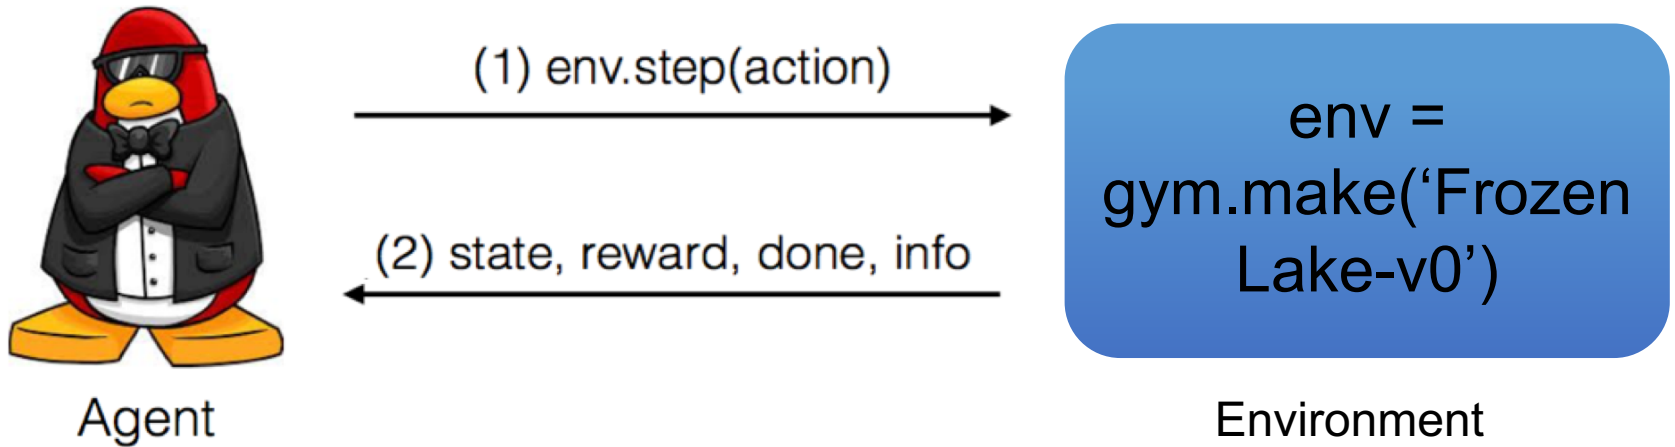 (1) env.step(action)
(2) state, reward, done, info
Agent
env =
gym.make(‘Frozen
Lake-v0’)
Environment